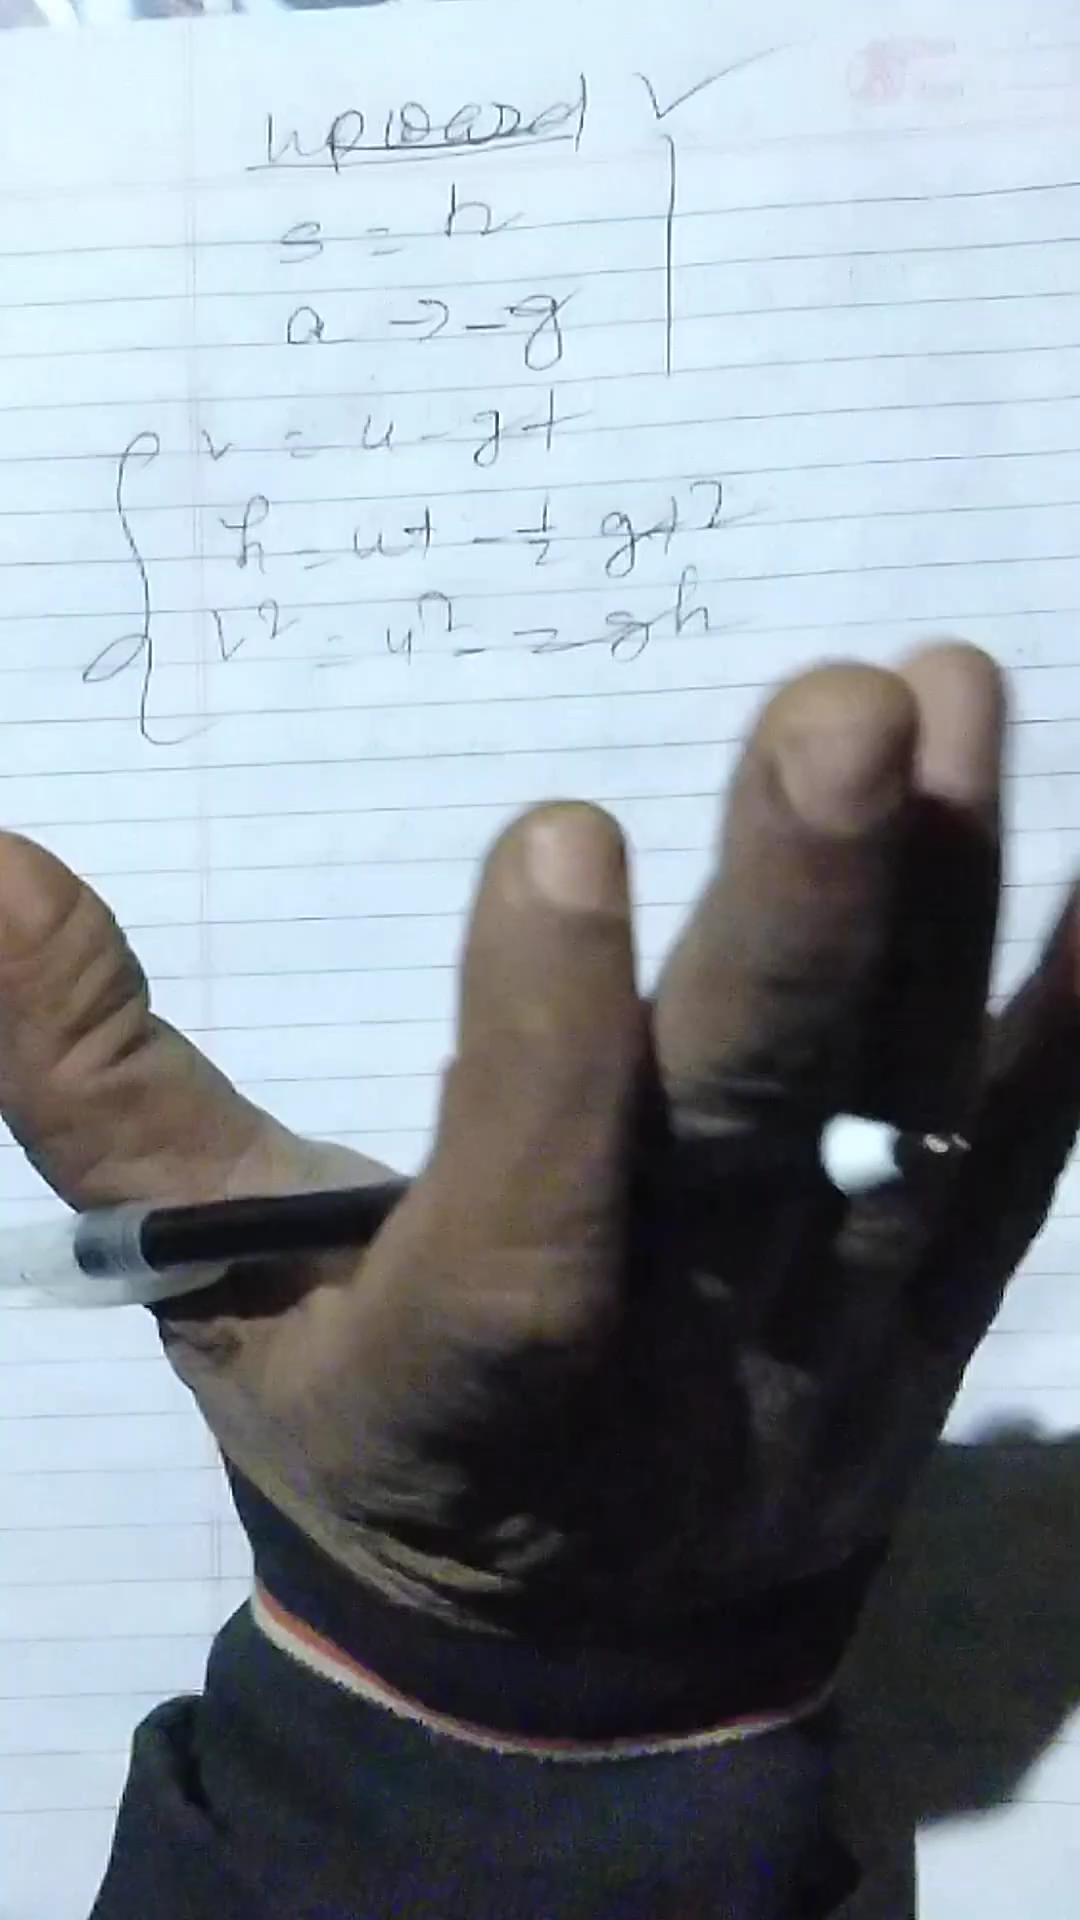 upward ✓
s = h
a → -g
v = u - gt
h = ut - 1/2 gt²
v² = u² - 2gh